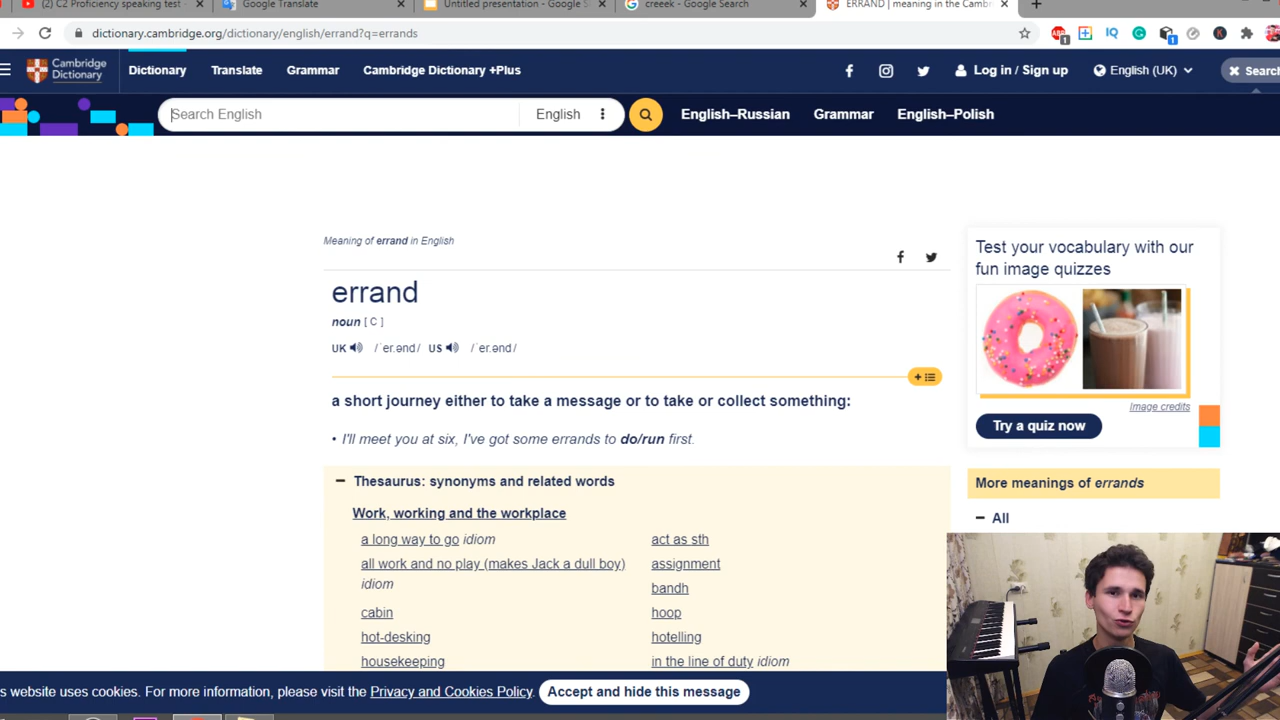 2) C2 Proficiency speaking test -
Google Translate
Untitled presentation - Google S
creeek - Google Search
ERRAND | meaning in the Camb
dictionary.cambridge.org/dictionary/english/errand?q=errands
Cambridge Dictionary
Dictionary
Translate
Grammar
Cambridge Dictionary +Plus
Log in / Sign up
English (UK)
Search
Search English
English
English–Russian
Grammar
English–Polish
Meaning of errand in English
errand
noun [ C ]
UK /ˈer.ənd/ US /ˈer.ənd/
a short journey either to take a message or to take or collect something:
• I'll meet you at six, I've got some errands to do/run first.
Thesaurus: synonyms and related words
Work, working and the workplace
a long way to go idiom
all work and no play (makes Jack a dull boy)
idiom
cabin
hot-desking
housekeeping
act as sth
assignment
bandh
hoop
hotelling
in the line of duty idiom
Test your vocabulary with our
fun image quizzes
Image credits
Try a quiz now
More meanings of errands
All
s website uses cookies. For more information, please visit the Privacy and Cookies Policy.
Accept and hide this message